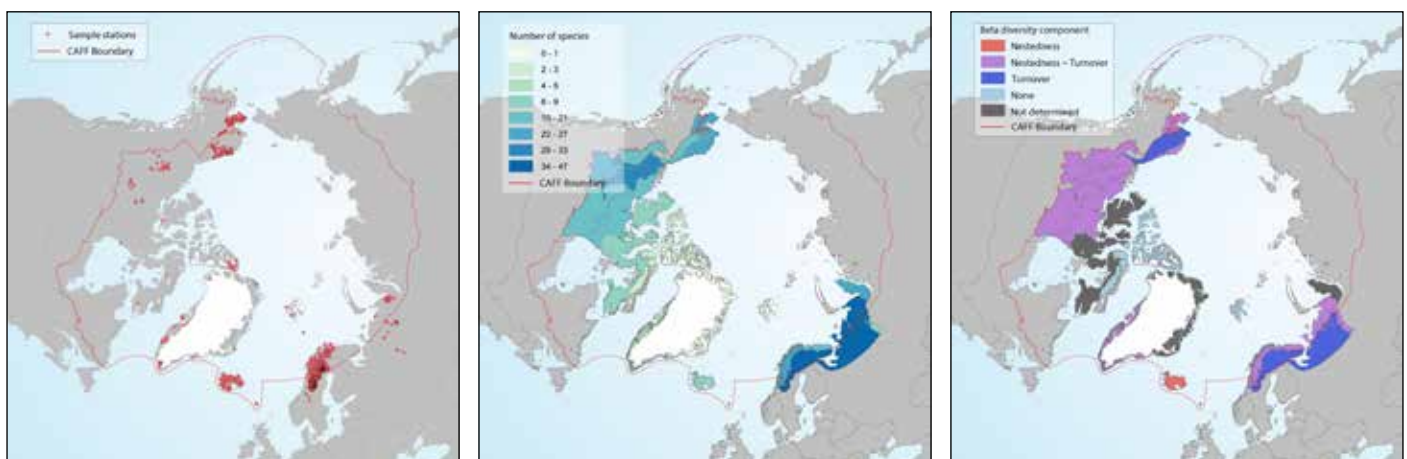 Sample stations
CAFF Boundary
Number of species
0 - 1
2 - 3
4 - 5
6 - 9
10 - 21
22 - 27
28 - 33
34 - 47
CAFF Boundary
Beta diversity component
Nestedness
Nestedness ~ Turnover
Turnover
None
Not determined
CAFF Boundary